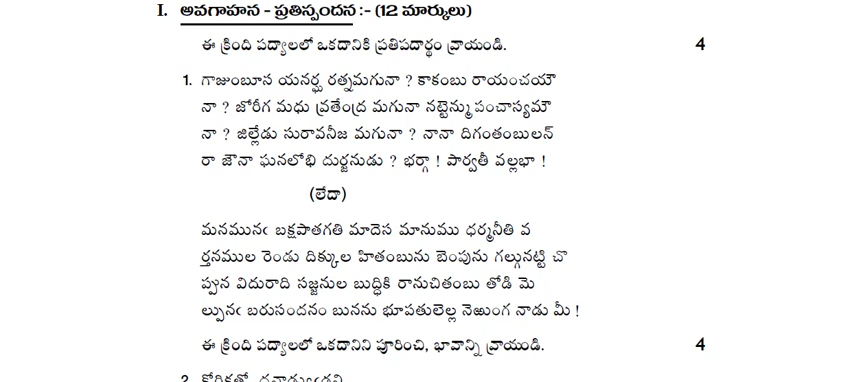 I. అవగాహన - ప్రతిస్పందన :- (12 మార్కులు)
ఈ క్రింది పద్యాలలో ఒకదానికి ప్రతిపదార్థం వ్రాయండి. 4
1. గాజుంబూస యనర్ఘ రత్నమగునా ? కాకంబు రాయంచయౌ
నా ? జోరీగ మధు వ్రతేంద్ర మగునా నట్టెన్ము పంచాస్యమౌ
నా ? జిల్లేడు సురావనీజ మగునా ? నానా దిగంతంబులన్
రా జౌనా ఘనలోభి దుర్జనుడు ? భర్గా ! పార్వతీ వల్లభా !
(లేదా)
మనమునఁ బక్షపాతగతి మాదెస మానుము ధర్మనీతి వ
ర్తనముల రెండు దిక్కుల హితంబును బెంపును గల్గునట్టి చొ
ప్పున విదురాది సజ్జనుల బుద్ధికి రానుచితంబు తోడి మె
ల్పునఁ బరుసందనం బునను భూపతులెల్ల నెఱుంగ నాడు మీ !
ఈ క్రింది పద్యాలలో ఒకదానిని పూరించి, భావాన్ని వ్రాయండి. 4